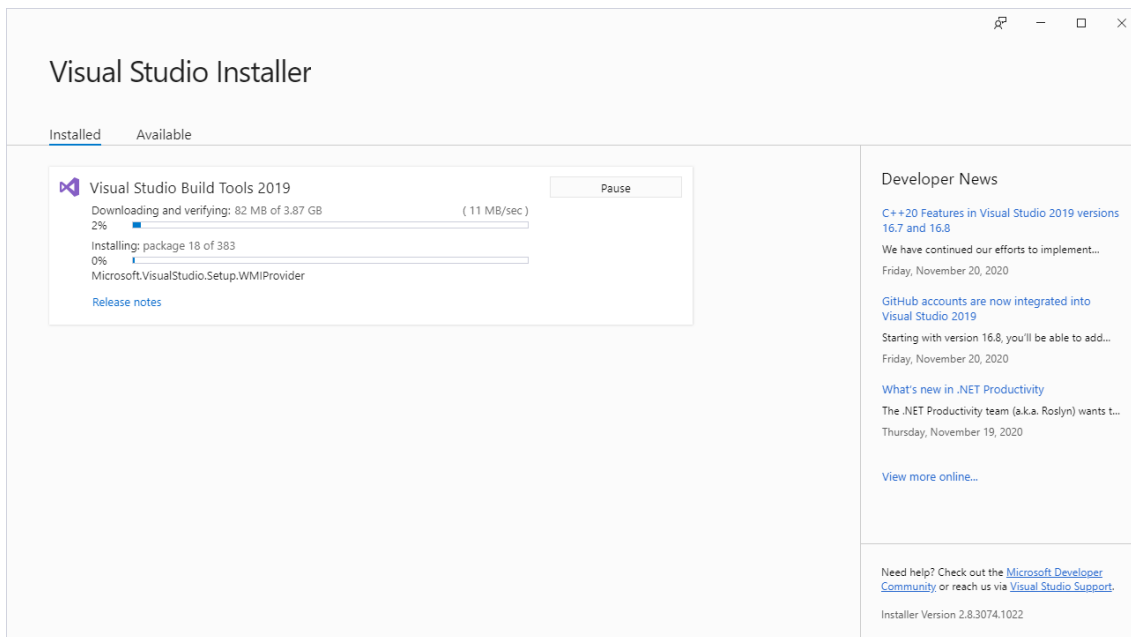 Visual Studio Installer
Installed
Available
Visual Studio Build Tools 2019
Pause
Downloading and verifying: 82 MB of 3.87 GB
( 11 MB/sec )
2%
Installing: package 18 of 383
0%
Microsoft.VisualStudio.Setup.WMIProvider
Release notes
Developer News
C++20 Features in Visual Studio 2019 versions
16.7 and 16.8
We have continued our efforts to implement...
Friday, November 20, 2020
GitHub accounts are now integrated into
Visual Studio 2019
Starting with version 16.8, you'll be able to add...
Friday, November 20, 2020
What's new in .NET Productivity
The .NET Productivity team (a.k.a. Roslyn) wants t...
Thursday, November 19, 2020
View more online...
Need help? Check out the Microsoft Developer
Community or reach us via Visual Studio Support.
Installer Version 2.8.3074.1022